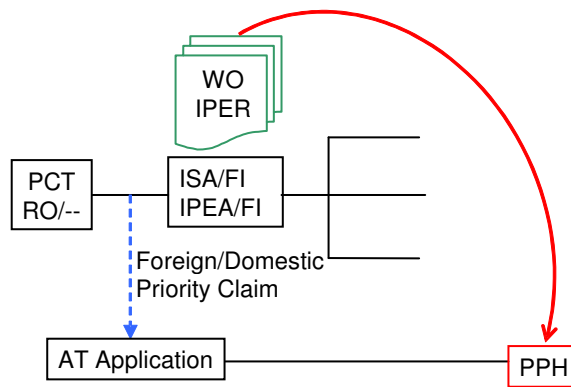 WO
IPER
PCT
RO/--
ISA/FI
IPEA/FI
Foreign/Domestic
Priority Claim
AT Application
PPH